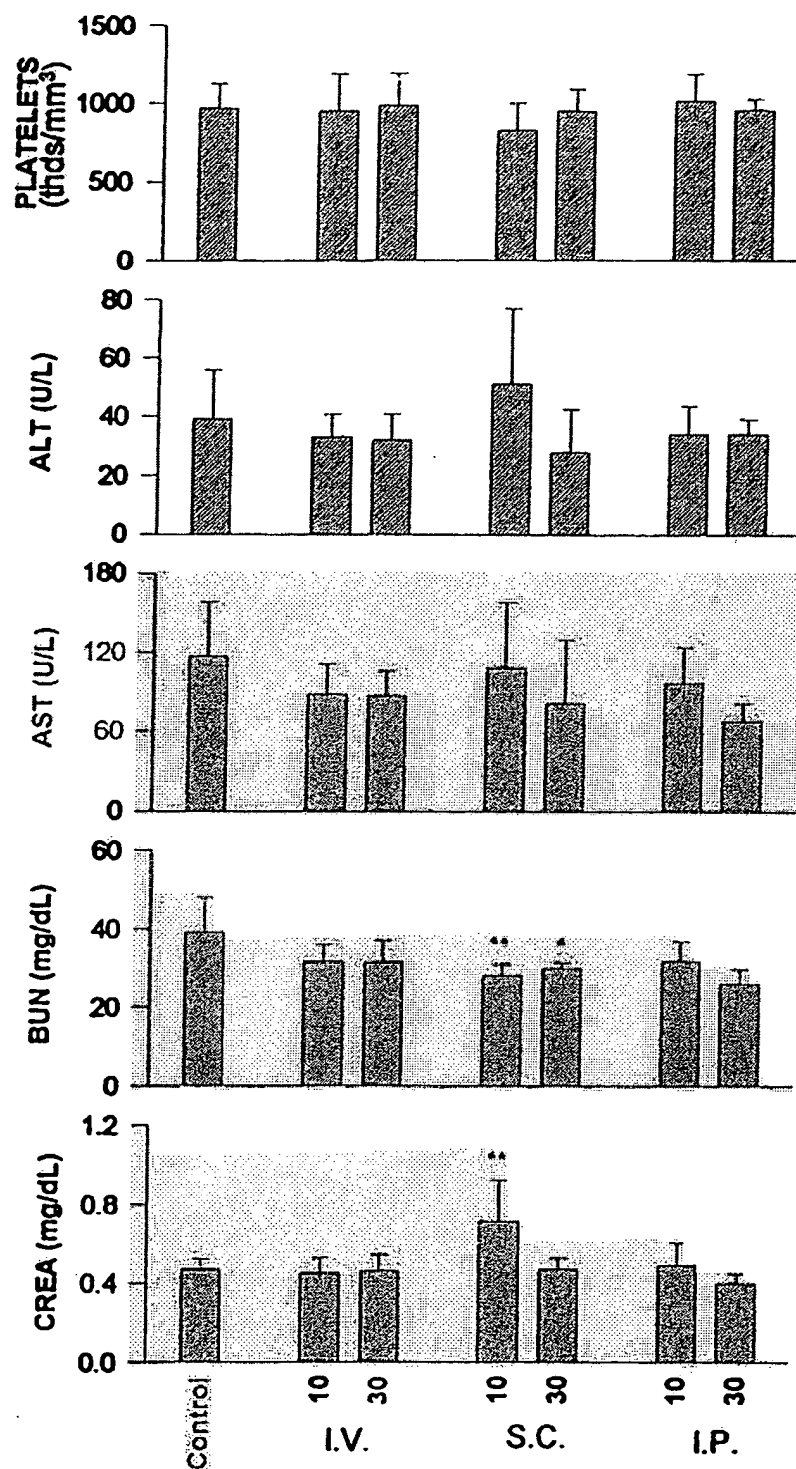 PLATELETS
(thds/mm³)
1500
1000
500
0
ALT (U/L)
80
60
40
20
0
AST (U/L)
180
120
60
0
BUN (mg/dL)
60
40
20
0
** *
CREA (mg/dL)
1.2
0.8
0.4
0.0
**
Control 10 30 10 30 10 30
I.V. S.C. I.P.